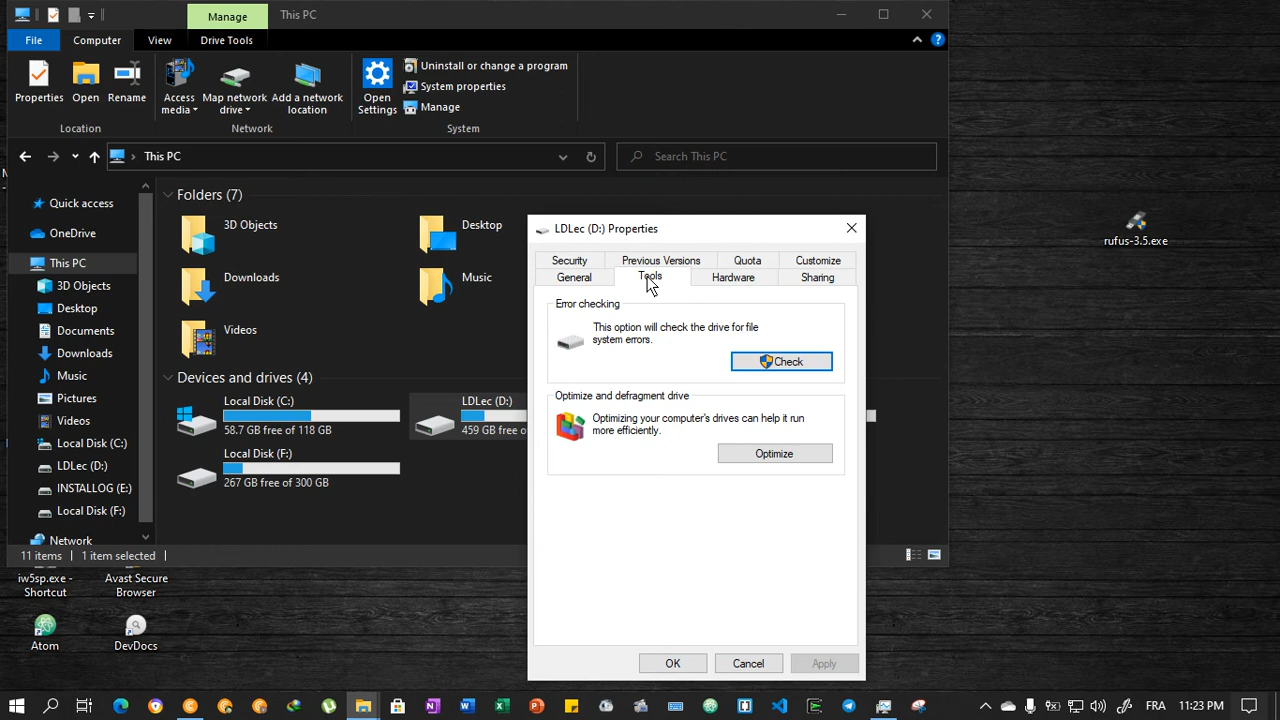 Manage
This PC
File
Computer
View
Drive Tools
Properties
Open
Rename
Access media
Map network drive
Add a network location
Open Settings
Uninstall or change a program
System properties
Manage
Location
Network
System
This PC
Search This PC
Quick access
OneDrive
This PC
3D Objects
Desktop
Documents
Downloads
Music
Pictures
Videos
Local Disk (C:)
LDLec (D:)
INSTALLOG (E:)
Local Disk (F:)
Network
Folders (7)
3D Objects
Desktop
Downloads
Music
Videos
Devices and drives (4)
Local Disk (C:)
58.7 GB free of 118 GB
LDLec (D:)
459 GB free
Local Disk (F:)
267 GB free of 300 GB
11 items
1 item selected
LDLec (D:) Properties
Security
Previous Versions
Quota
Customize
General
Tools
Hardware
Sharing
Error checking
This option will check the drive for file
system errors.
Check
Optimize and defragment drive
Optimizing your computer's drives can help it run
more efficiently.
Optimize
OK
Cancel
Apply
rufus-3.5.exe
iw5sp.exe -
Shortcut
Avast Secure
Browser
Atom
DevDocs
FRA
11:23 PM